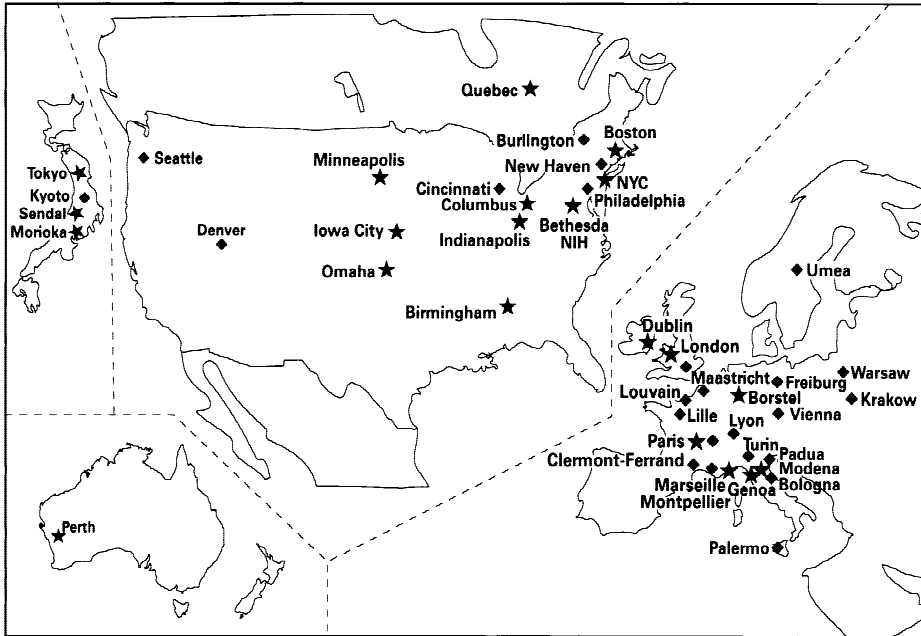 Quebec
Burlington
Boston
Seattle
Minneapolis
New Haven
Tokyo
Cincinnati
NYC
Kyoto
Columbus
Philadelphia
Sendal
Denver
Iowa City
Indianapolis
Bethesda
NIH
Morioka
Omaha
Umea
Birmingham
Dublin
London
Maastricht
Freiburg
Warsaw
Louvain
Borstel
Krakow
Lille
Vienna
Lyon
Paris
Turin
Padua
Clermont-Ferrand
Modena
Marseille
Genoa
Bologna
Montpellier
Perth
Palermo